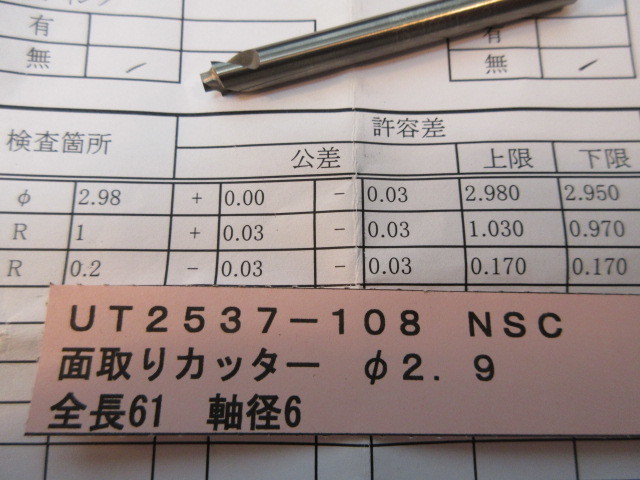 有 有
無 ／ 無 ／
検査箇所 許容差
公差 上限 下限
φ 2.98 + 0.00 - 0.03 2.980 2.950
R 1 + 0.03 - 0.03 1.030 0.970
R 0.2 - 0.03 - 0.03 0.170 0.170
UT2537-108 NSC
面取りカッター φ2.9
全長61 軸径6